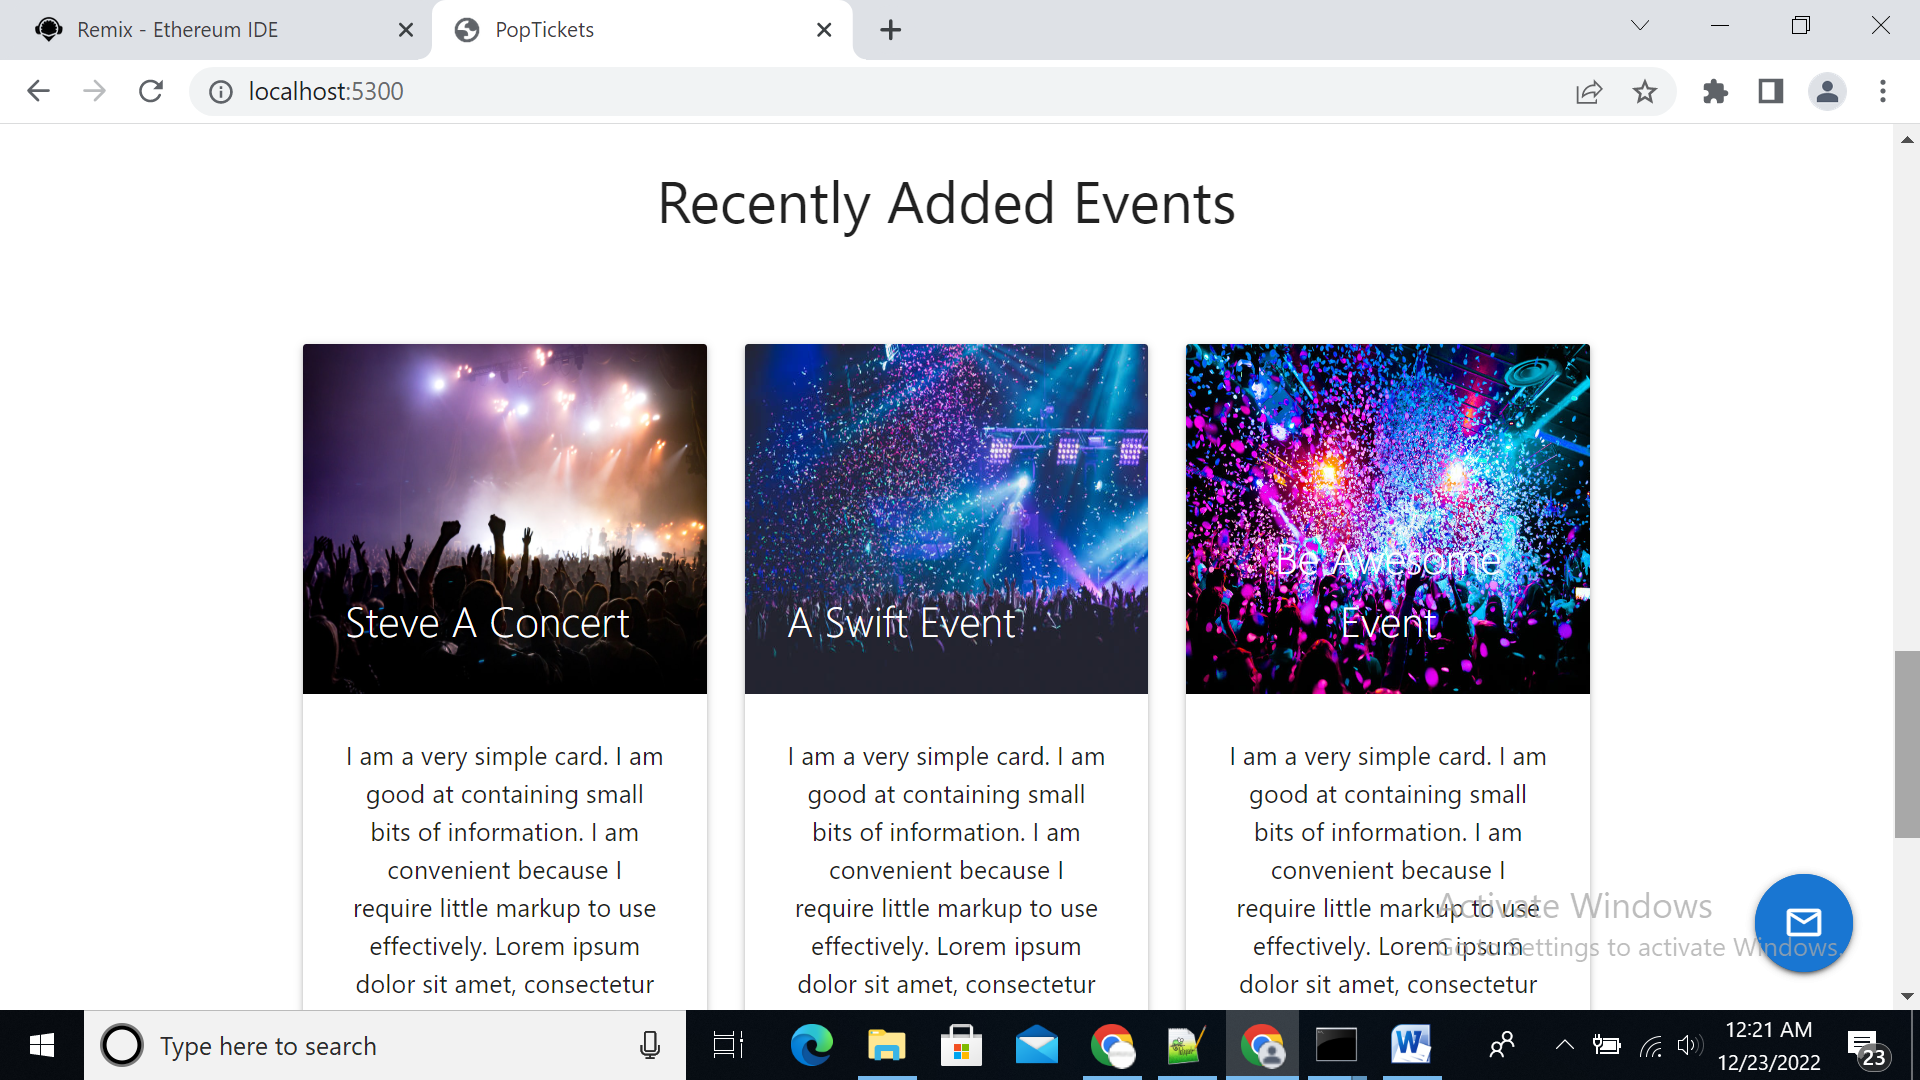 Remix - Ethereum IDE
PopTickets
localhost:5300
Recently Added Events
Steve A Concert
A Swift Event
Be Awesome
Event
I am a very simple card. I am
good at containing small
bits of information. I am
convenient because I
require little markup to use
effectively. Lorem ipsum
dolor sit amet, consectetur
I am a very simple card. I am
good at containing small
bits of information. I am
convenient because I
require little markup to use
effectively. Lorem ipsum
dolor sit amet, consectetur
I am a very simple card. I am
good at containing small
bits of information. I am
convenient because I
require little markup to use
effectively. Lorem ipsum
dolor sit amet, consectetur
Activate Windows
Go to Settings to activate Windows.
Type here to search
12:21 AM
12/23/2022
23